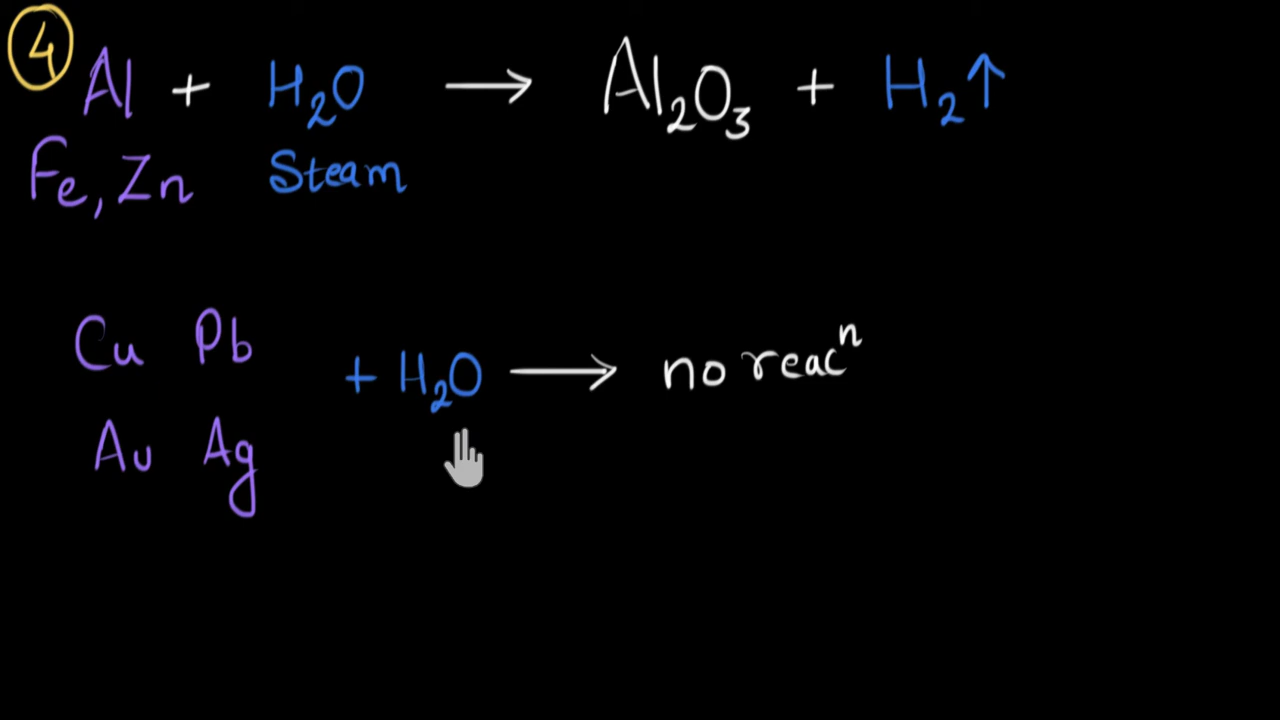 4
Al + H₂O → Al₂O₃ + H₂↑
Fe, Zn Steam
Cu Pb
+ H₂O → no reacⁿ
Au Ag